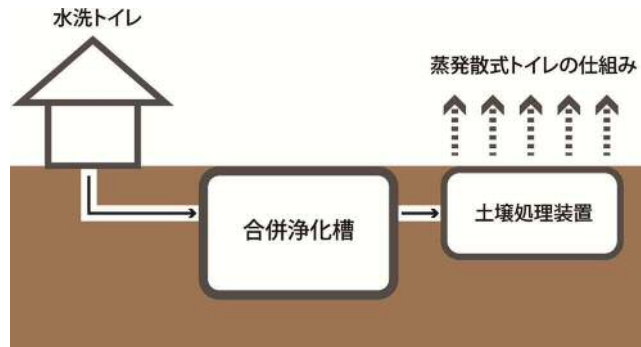 水洗トイレ
蒸発散式トイレの仕組み
合併浄化槽
土壌処理装置